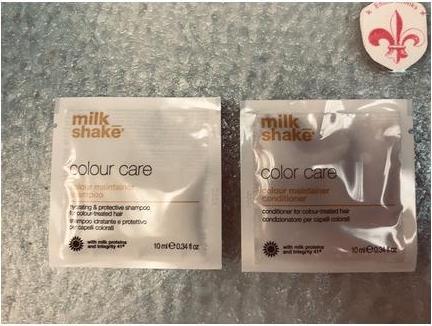 milk_
shake®
colour care
colour maintainer
shampoo
hydrating & protective shampoo
for colour-treated hair
shampoo idratante e protettivo
per capelli colorati
with milk proteins
and integrity 41®
10 ml ℮ 0.34 fl oz
milk_
shake®
color care
colour maintainer
conditioner
conditioner for colour-treated hair
condizionatore per capelli colorati
with milk proteins
and integrity 41®
10 ml ℮ 0.34 fl oz